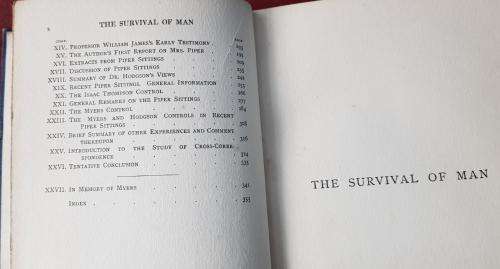 x THE SURVIVAL OF MAN
CHAP. PAGE
XIV. PROFESSOR WILLIAM JAMES'S EARLY TESTIMONY
XV. THE AUTHOR'S FIRST REPORT ON MRS. PIPER
XVI. EXTRACTS FROM PIPER SITTINGS
XVII. DISCUSSION OF PIPER SITTINGS
XVIII. SUMMARY OF DR. HODGSON'S VIEWS
XIX. RECENT PIPER SITTINGS. GENERAL INFORMATION
XX. THE ISAAC THOMPSON CONTROL
XXI. GENERAL REMARKS ON THE PIPER SITTINGS
XXII. THE MYERS CONTROL
XXIII. THE MYERS AND HODGSON CONTROLS IN RECENT
PIPER SITTINGS
XXIV. BRIEF SUMMARY OF OTHER EXPERIENCES AND COMMENT
THEREUPON
XXV. INTRODUCTION TO THE STUDY OF CROSS-CORRE-
SPONDENCE
XXVI. TENTATIVE CONCLUSION
XXVII. IN MEMORY OF MYERS . . . . 341
INDEX . . . . . 353
THE SURVIVAL OF MAN